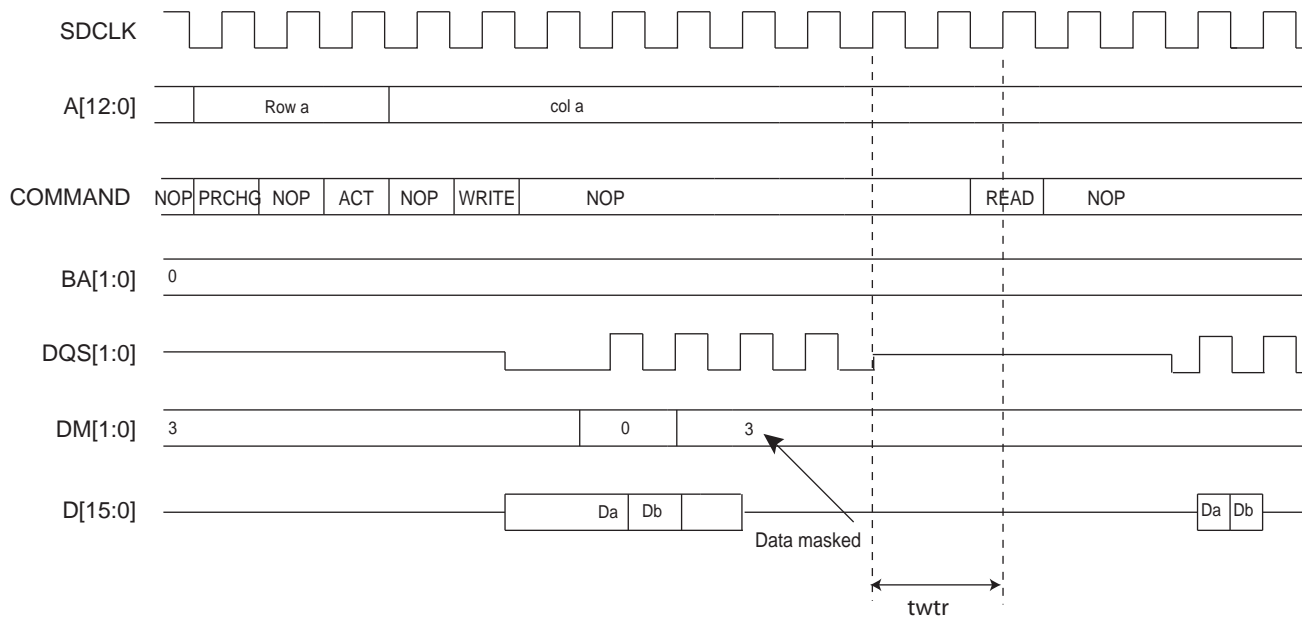 SDCLK
A[12:0] Row a col a
COMMAND NOP PRCHG NOP ACT NOP WRITE NOP READ NOP
BA[1:0] 0
DQS[1:0]
DM[1:0] 3 0 3
D[15:0] Da Db Da Db
Data masked
twtr